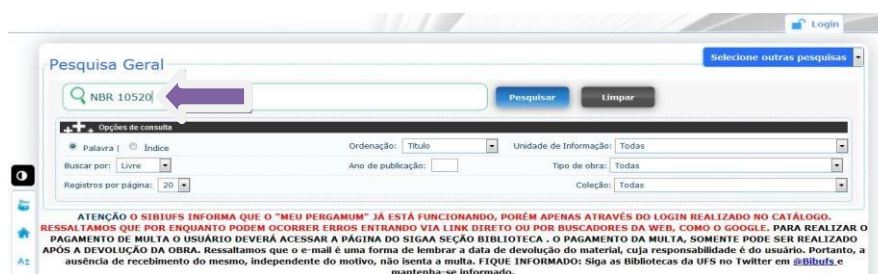 Login
Selecione outras pesquisas
Pesquisa Geral
NBR 10520
Pesquisar Limpar
Opções de consulta
Palavra | Índice Ordenação: Título Unidade de Informação: Todas
Buscar por: Livre Ano de publicação: Tipo de obra: Todas
Registros por página: 20 Coleção: Todas
ATENÇÃO O SIBIUFS INFORMA QUE O "MEU PERGAMUM" JÁ ESTÁ FUNCIONANDO, PORÉM APENAS ATRAVÉS DO LOGIN REALIZADO NO CATÁLOGO.
RESSALTAMOS QUE POR ENQUANTO PODEM OCORRER ERROS ENTRANDO VIA LINK DIRETO OU POR BUSCADORES DA WEB, COMO O GOOGLE. PARA REALIZAR O
PAGAMENTO DE MULTA O USUÁRIO DEVERÁ ACESSAR A PÁGINA DO SIGAA SEÇÃO BIBLIOTECA . O PAGAMENTO DA MULTA, SOMENTE PODE SER REALIZADO
APÓS A DEVOLUÇÃO DA OBRA. Ressaltamos que o e-mail é uma forma de lembrar a data de devolução do material, cuja responsabilidade é do usuário. Portanto, a
ausência de recebimento do mesmo, independente do motivo, não isenta a multa. FIQUE INFORMADO: Siga as Bibliotecas da UFS no Twitter em @Bibufs e
mantenha-se informado.